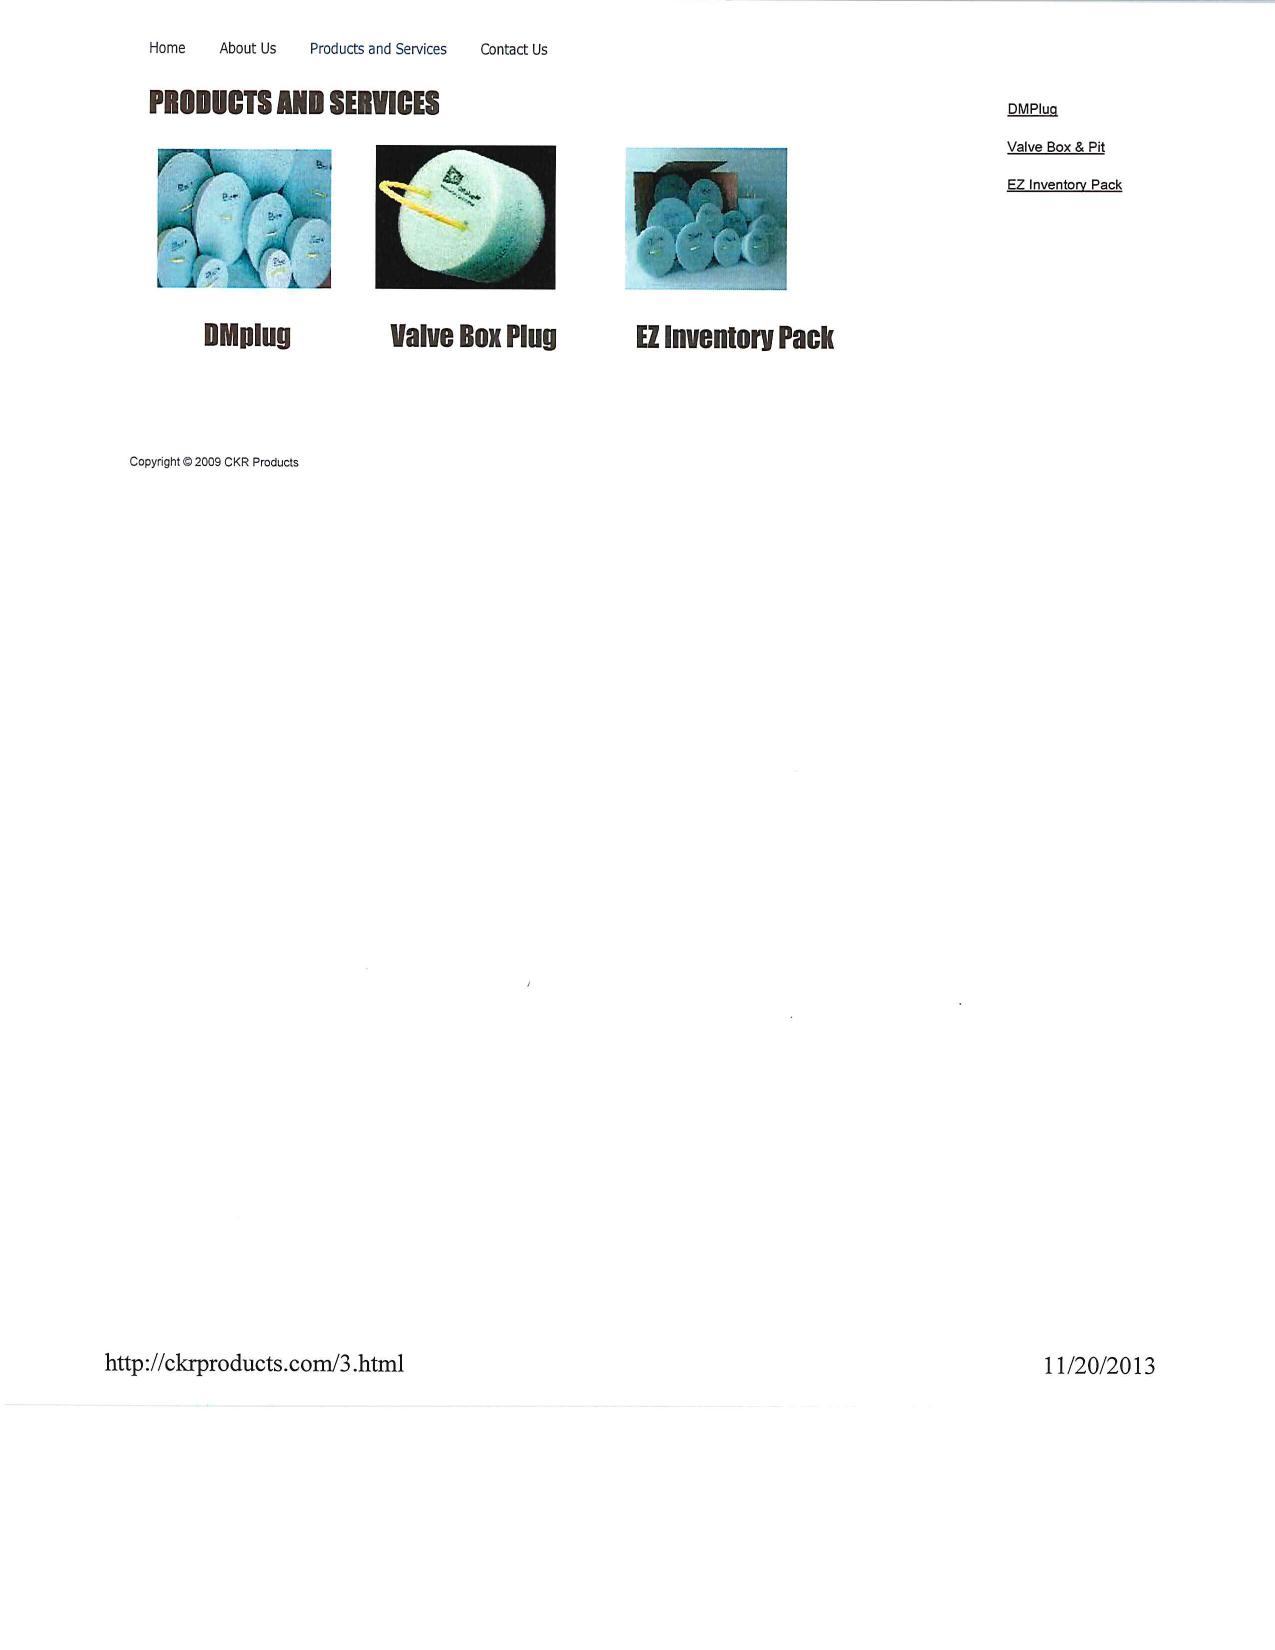 Home About Us Products and Services Contact Us
PRODUCTS AND SERVICES
DMPlug
Valve Box & Pit
EZ Inventory Pack
DMplug Valve Box Plug EZ Inventory Pack
Copyright © 2009 CKR Products
http://ckrproducts.com/3.html 11/20/2013